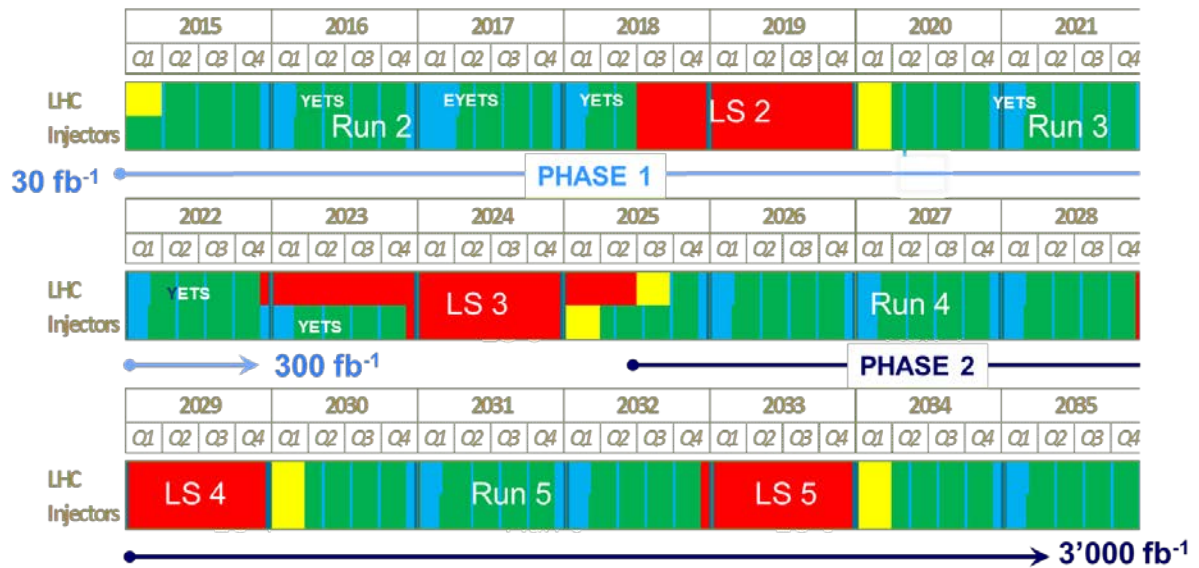 2015 2016 2017 2018 2019 2020 2021
Q1 Q2 Q3 Q4 Q1 Q2 Q3 Q4 Q1 Q2 Q3 Q4 Q1 Q2 Q3 Q4 Q1 Q2 Q3 Q4 Q1 Q2 Q3 Q4 Q1 Q2 Q3 Q4
LHC YETS EYETS YETS LS 2 YETS
Injectors Run 2 Run 3
30 fb-1 PHASE 1
2022 2023 2024 2025 2026 2027 2028
Q1 Q2 Q3 Q4 Q1 Q2 Q3 Q4 Q1 Q2 Q3 Q4 Q1 Q2 Q3 Q4 Q1 Q2 Q3 Q4 Q1 Q2 Q3 Q4 Q1 Q2 Q3 Q4
LHC YETS LS 3 Run 4
Injectors YETS
300 fb-1 PHASE 2
2029 2030 2031 2032 2033 2034 2035
Q1 Q2 Q3 Q4 Q1 Q2 Q3 Q4 Q1 Q2 Q3 Q4 Q1 Q2 Q3 Q4 Q1 Q2 Q3 Q4 Q1 Q2 Q3 Q4 Q1 Q2 Q3 Q4
LHC LS 4 Run 5 LS 5
Injectors
3'000 fb-1